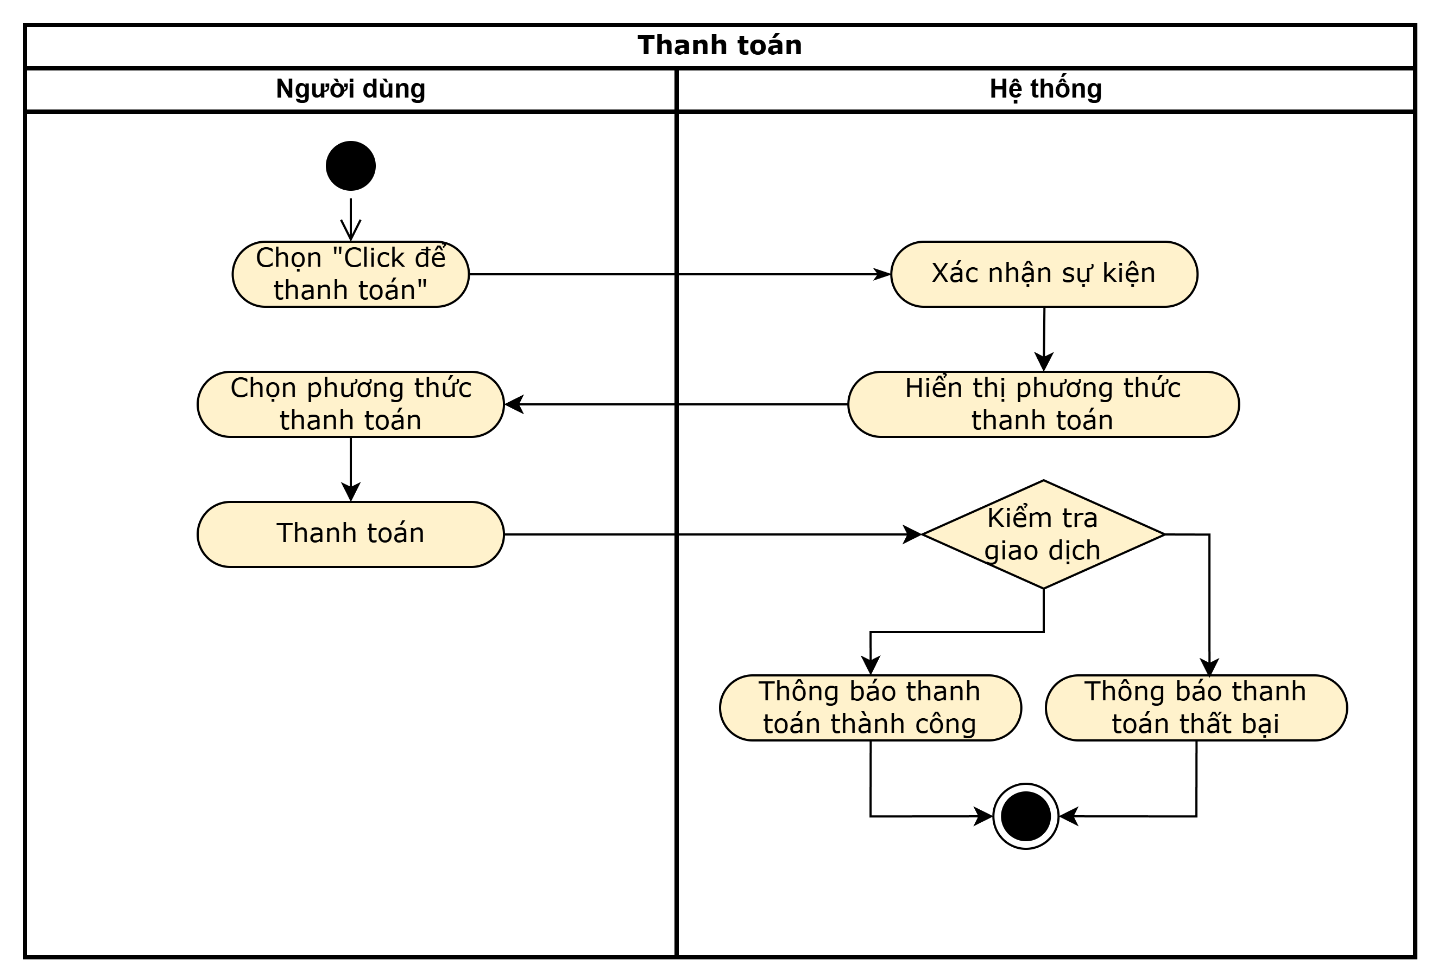 Thanh toán
Người dùng
Hệ thống
Chọn "Click để
thanh toán"
Xác nhận sự kiện
Chọn phương thức
thanh toán
Hiển thị phương thức
thanh toán
Thanh toán
Kiểm tra
giao dịch
Thông báo thanh
toán thành công
Thông báo thanh
toán thất bại